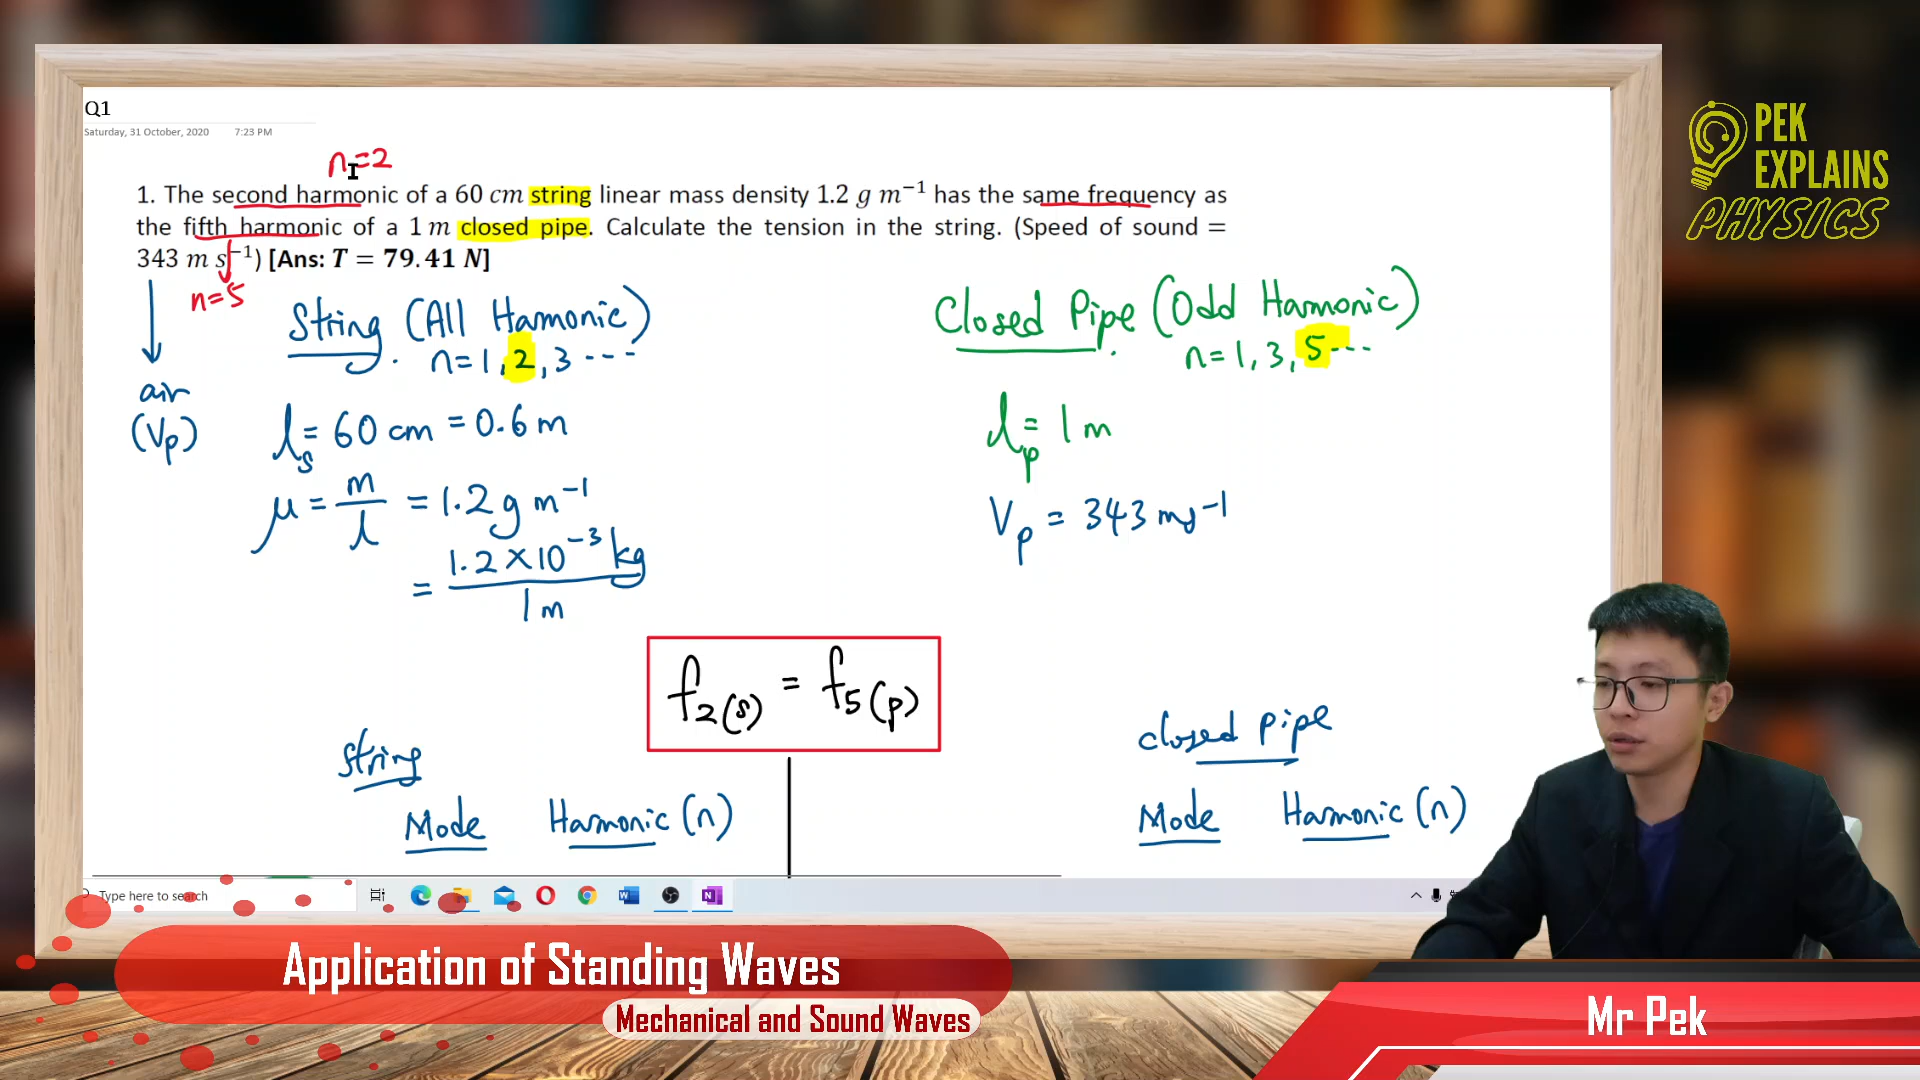 Q1
Saturday, 31 October, 2020 7:23 PM
n=2
1. The second harmonic of a 60 cm string linear mass density 1.2 g m⁻¹ has the same frequency as
the fifth harmonic of a 1 m closed pipe. Calculate the tension in the string. (Speed of sound =
343 m s⁻¹) [Ans: T = 79.41 N]
n=5
air
(Vp)
String (All Harmonic)
n=1, 2, 3 ---
ls = 60 cm = 0.6 m
μ = m/l = 1.2 g m⁻¹
= 1.2×10⁻³ kg / 1 m
Closed Pipe (Odd Harmonic)
n=1, 3, 5 ---
lp = 1 m
Vp = 343 ms⁻¹
f2(s) = f5(p)
string
Mode Harmonic (n)
closed pipe
Mode Harmonic (n)
Type here to search
PEK
EXPLAINS
PHYSICS
Application of Standing Waves
Mechanical and Sound Waves
Mr Pek